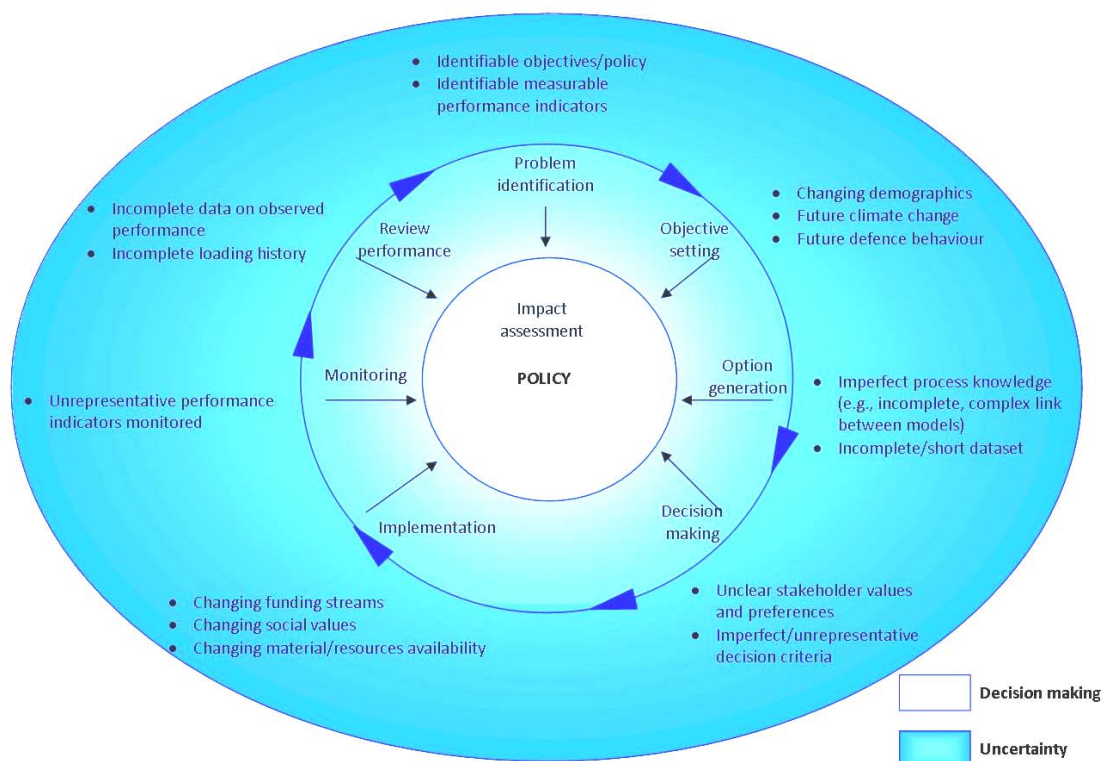 • Identifiable objectives/policy
• Identifiable measurable
performance indicators
Problem
identification
• Incomplete data on observed
performance
• Incomplete loading history
Review
performance
Objective
setting
• Changing demographics
• Future climate change
• Future defence behaviour
Impact
assessment
POLICY
Monitoring
Option
generation
• Unrepresentative performance
indicators monitored
• Imperfect process knowledge
(e.g., incomplete, complex link
between models)
• Incomplete/short dataset
Implementation
Decision
making
• Changing funding streams
• Changing social values
• Changing material/resources availability
• Unclear stakeholder values
and preferences
• Imperfect/unrepresentative
decision criteria
Decision making
Uncertainty